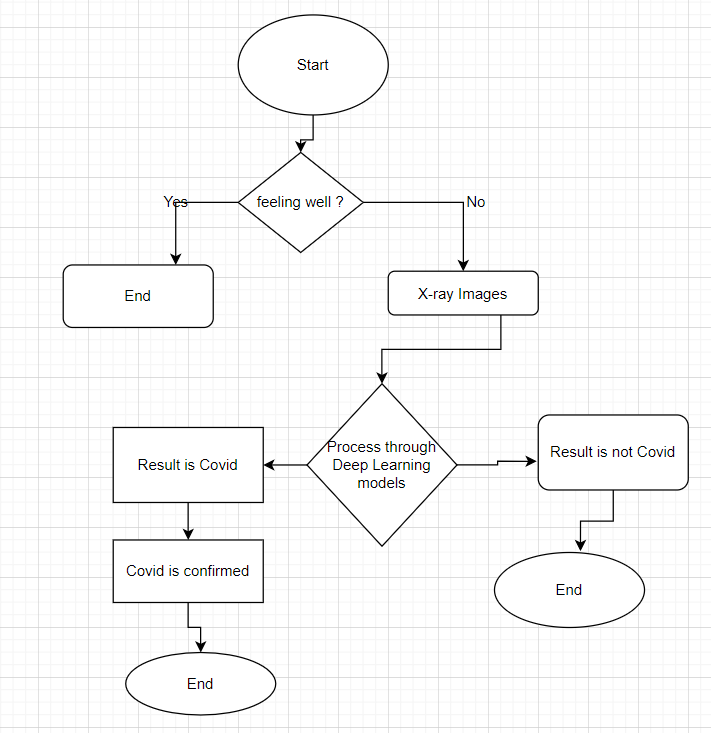 Start
feeling well ?
Yes
No
End
X-ray Images
Process through
Deep Learning
models
Result is Covid
Result is not Covid
Covid is confirmed
End
End